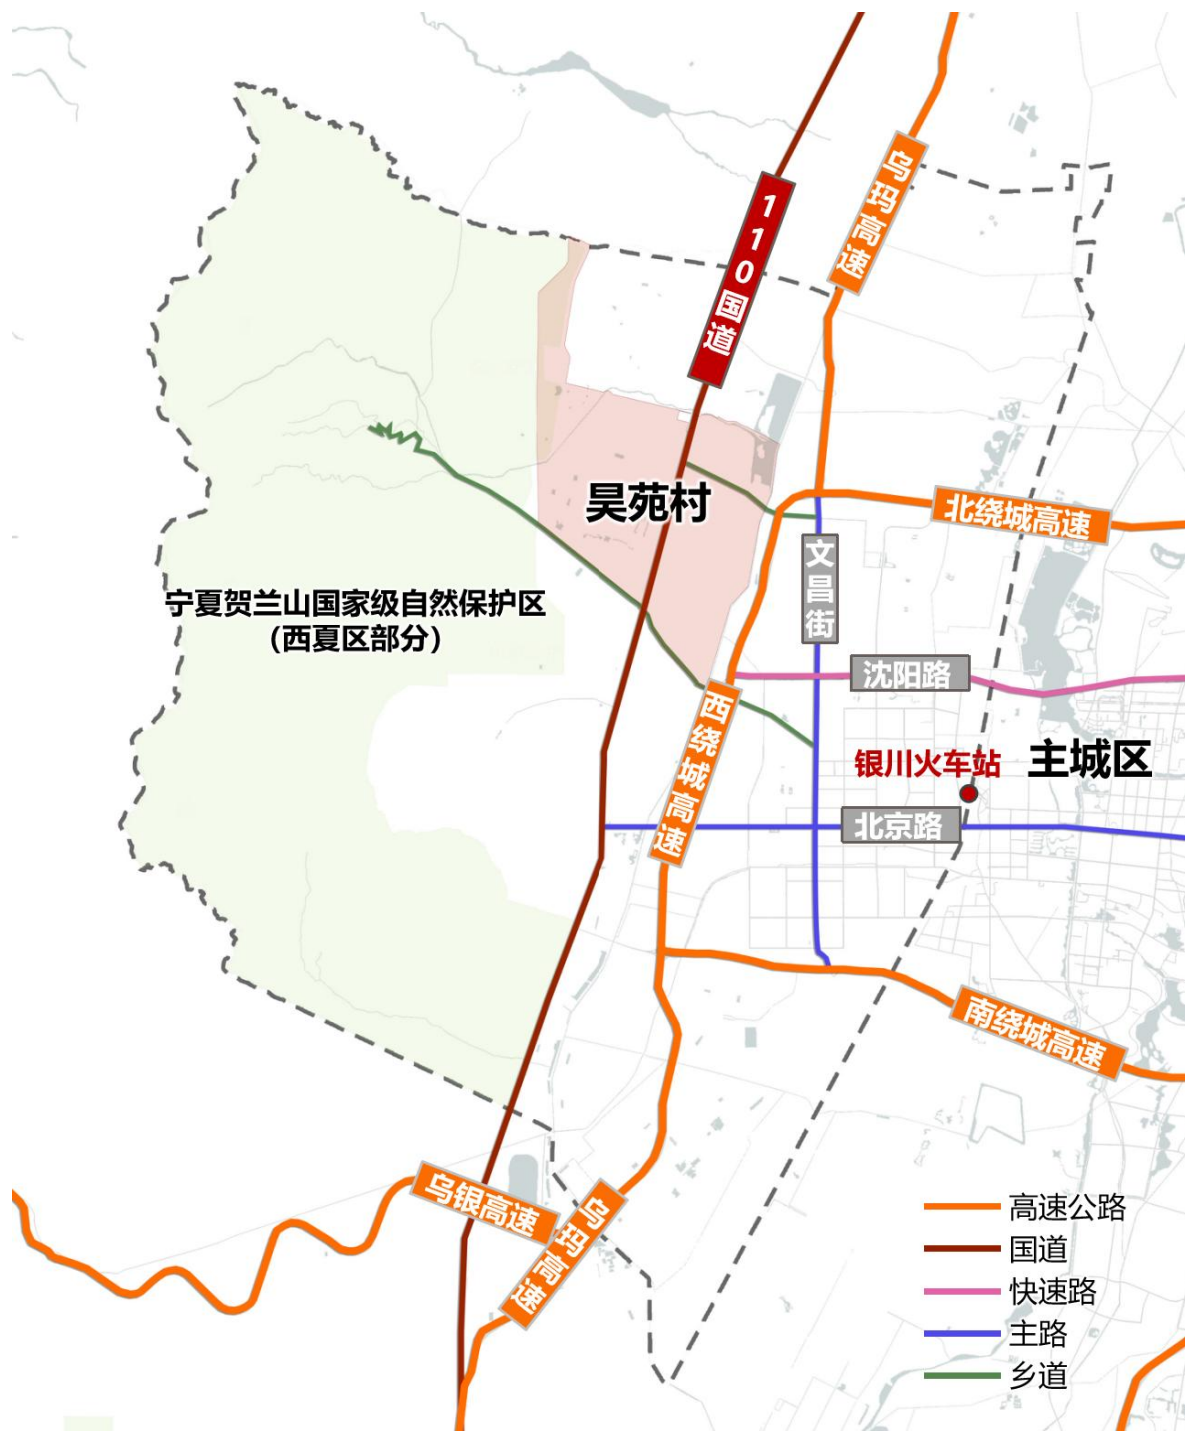 乌玛高速
110国道
昊苑村
北绕城高速
文昌街
宁夏贺兰山国家级自然保护区
(西夏区部分)
沈阳路
西绕城高速
银川火车站
主城区
北京路
南绕城高速
乌银高速
乌玛高速
高速公路
国道
快速路
主路
乡道